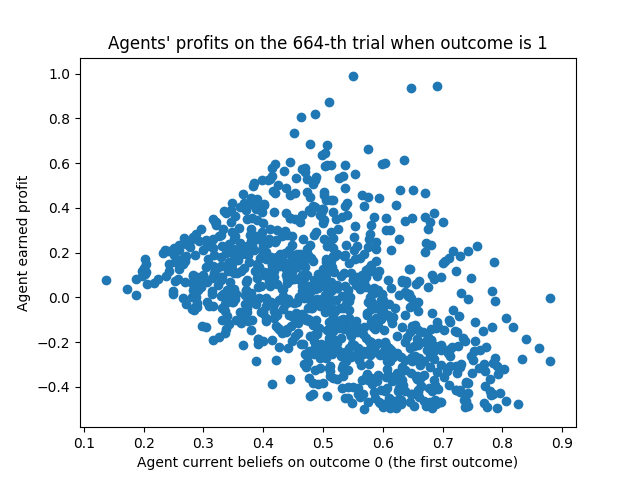 Agents' profits on the 664-th trial when outcome is 1
1.0
0.8
0.6
0.4
0.2
0.0
−0.2
−0.4
Agent earned profit
0.1 0.2 0.3 0.4 0.5 0.6 0.7 0.8 0.9
Agent current beliefs on outcome 0 (the first outcome)